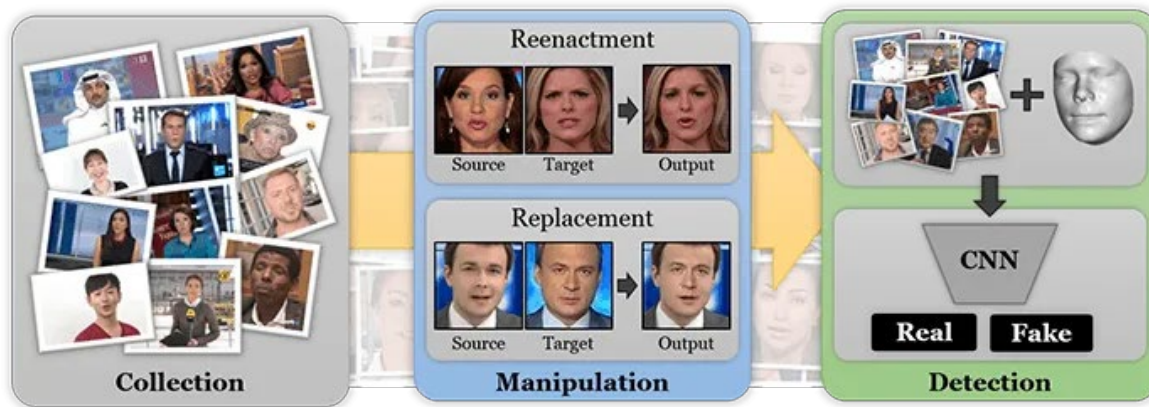 Reenactment
Source Target Output
Replacement
Source Target Output
CNN
Real Fake
Collection
Manipulation
Detection